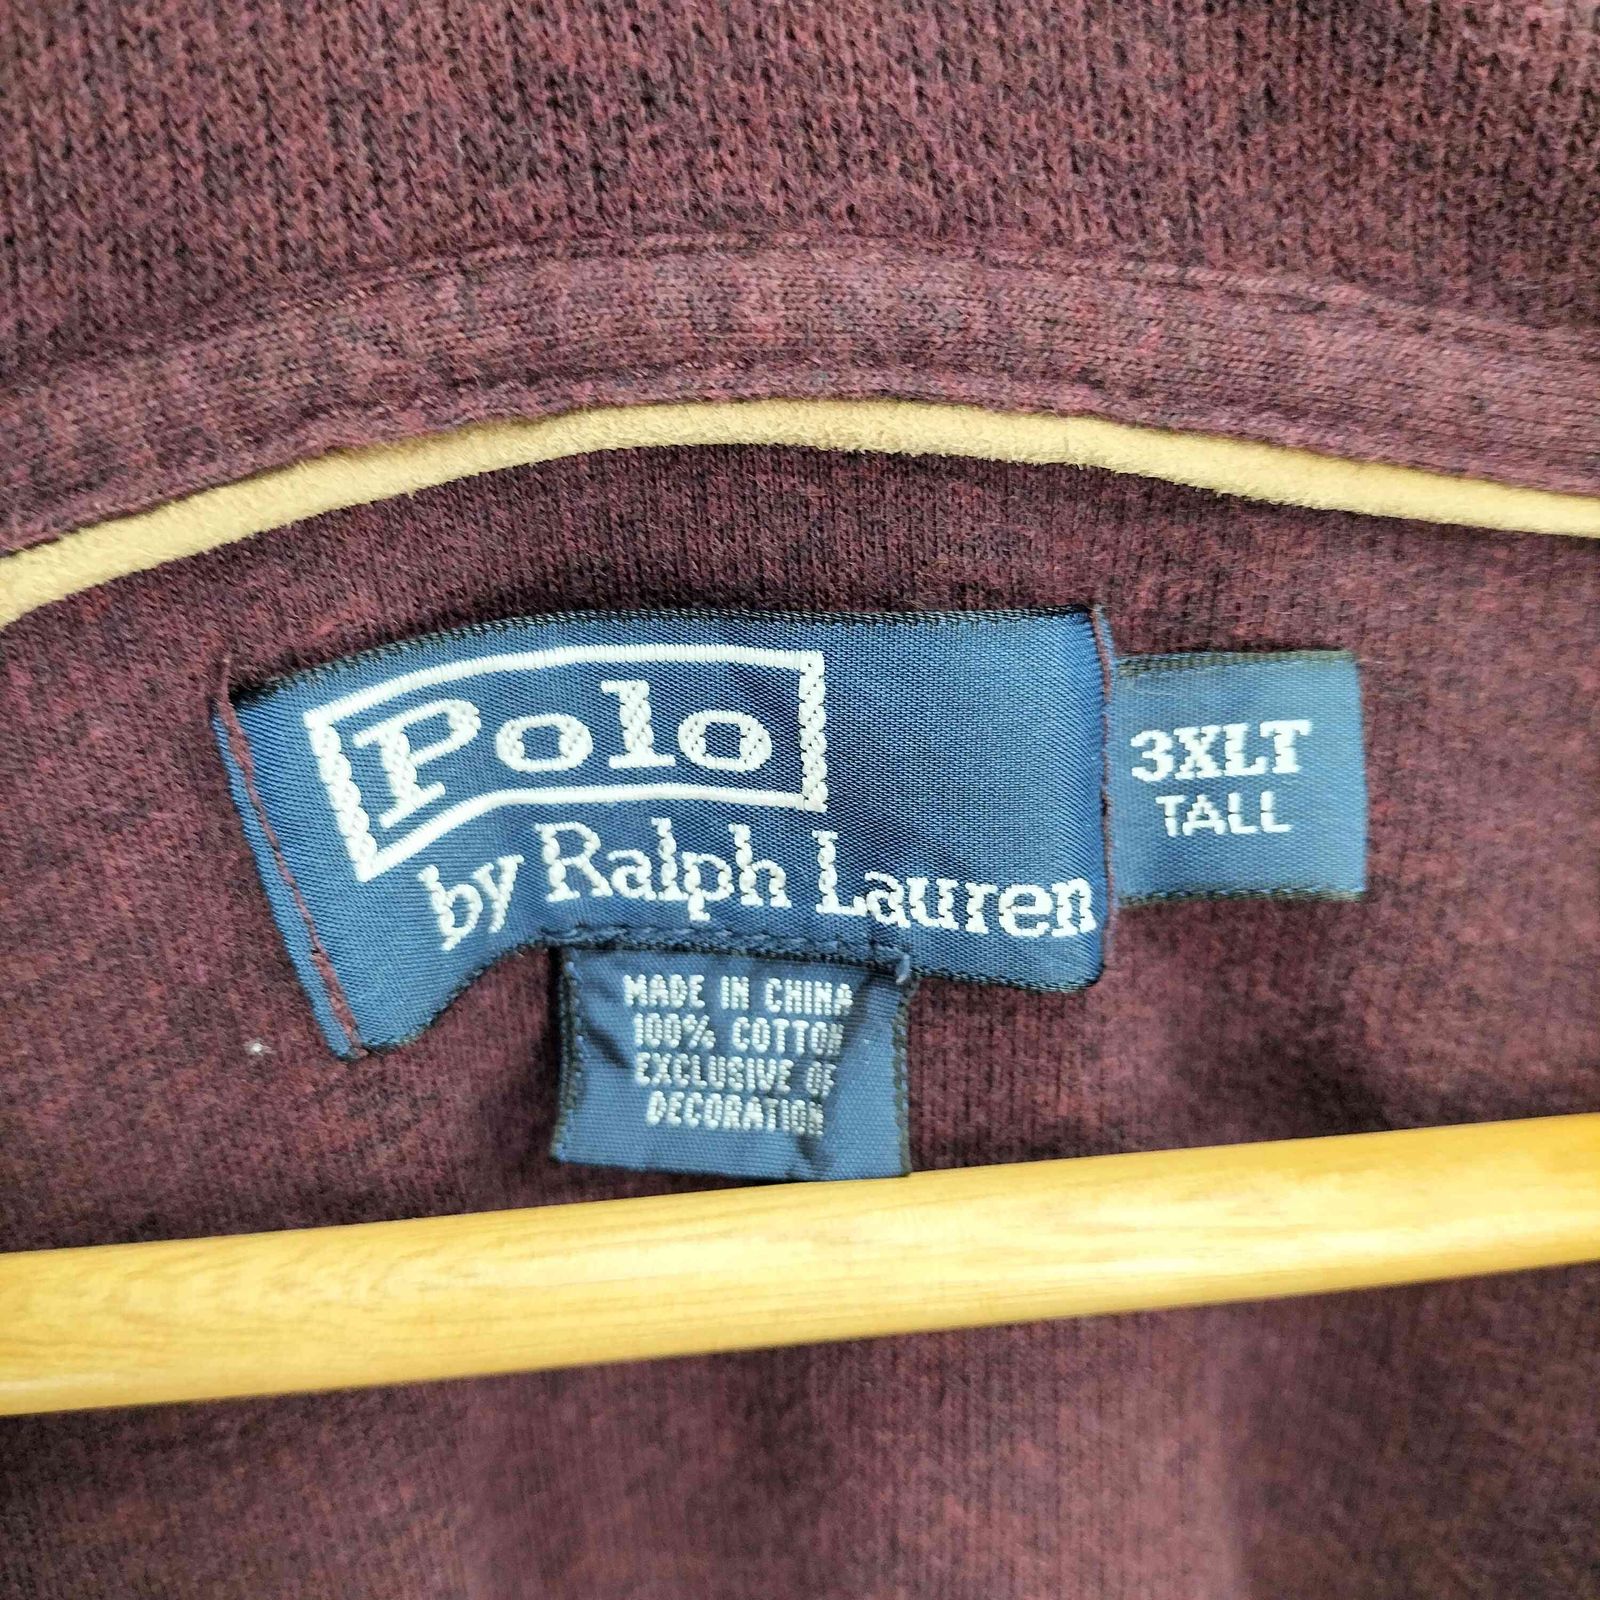 Polo
by Ralph Lauren
3XLT
TALL
MADE IN CHINA
100% COTTON
EXCLUSIVE OF
DECORATION